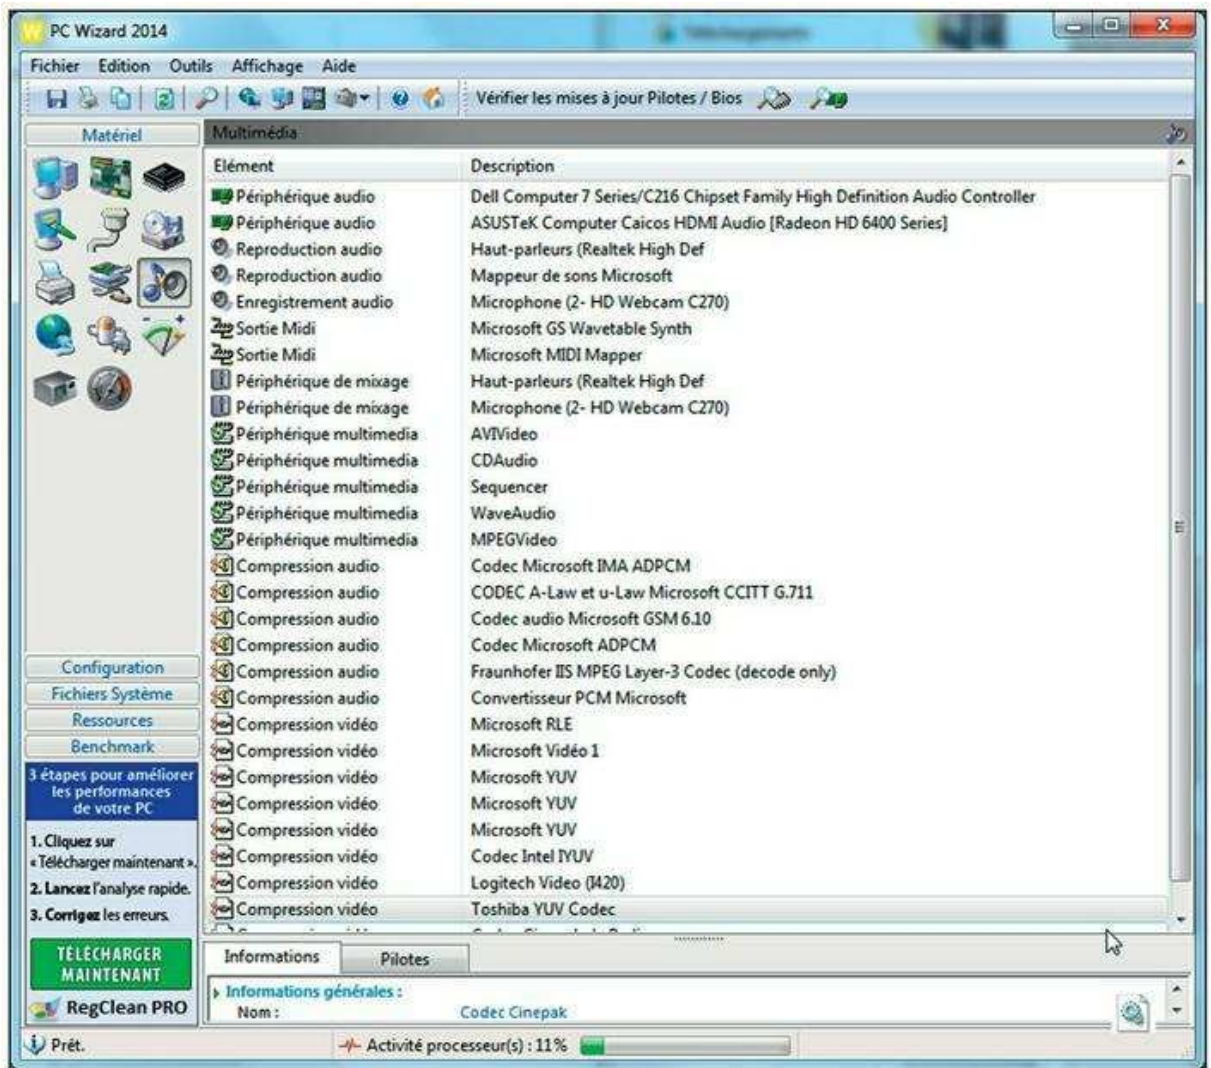 PC Wizard 2014
Fichier Edition Outils Affichage Aide
Vérifier les mises à jour Pilotes / Bios
Matériel
Multimédia
Elément Description
Périphérique audio Dell Computer 7 Series/C216 Chipset Family High Definition Audio Controller
Périphérique audio ASUSTeK Computer Caicos HDMI Audio [Radeon HD 6400 Series]
Reproduction audio Haut-parleurs (Realtek High Def
Reproduction audio Mappeur de sons Microsoft
Enregistrement audio Microphone (2- HD Webcam C270)
Sortie Midi Microsoft GS Wavetable Synth
Sortie Midi Microsoft MIDI Mapper
Périphérique de mixage Haut-parleurs (Realtek High Def
Périphérique de mixage Microphone (2- HD Webcam C270)
Périphérique multimedia AVIVideo
Périphérique multimedia CDAudio
Périphérique multimedia Sequencer
Périphérique multimedia WaveAudio
Périphérique multimedia MPEGVideo
Compression audio Codec Microsoft IMA ADPCM
Compression audio CODEC A-Law et u-Law Microsoft CCITT G.711
Compression audio Codec audio Microsoft GSM 6.10
Compression audio Codec Microsoft ADPCM
Compression audio Fraunhofer IIS MPEG Layer-3 Codec (decode only)
Compression audio Convertisseur PCM Microsoft
Compression vidéo Microsoft RLE
Compression vidéo Microsoft Vidéo 1
Compression vidéo Microsoft YUV
Compression vidéo Microsoft YUV
Compression vidéo Microsoft YUV
Compression vidéo Codec Intel IYUV
Compression vidéo Logitech Video (I420)
Compression vidéo Toshiba YUV Codec
Configuration
Fichiers Système
Ressources
Benchmark
3 étapes pour améliorer
les performances
de votre PC
1. Cliquez sur
« Télécharger maintenant ».
2. Lancez l'analyse rapide.
3. Corrigez les erreurs.
TÉLÉCHARGER
MAINTENANT
RegClean PRO
Informations Pilotes
Informations générales :
Nom : Codec Cinepak
Prêt. Activité processeur(s) : 11%